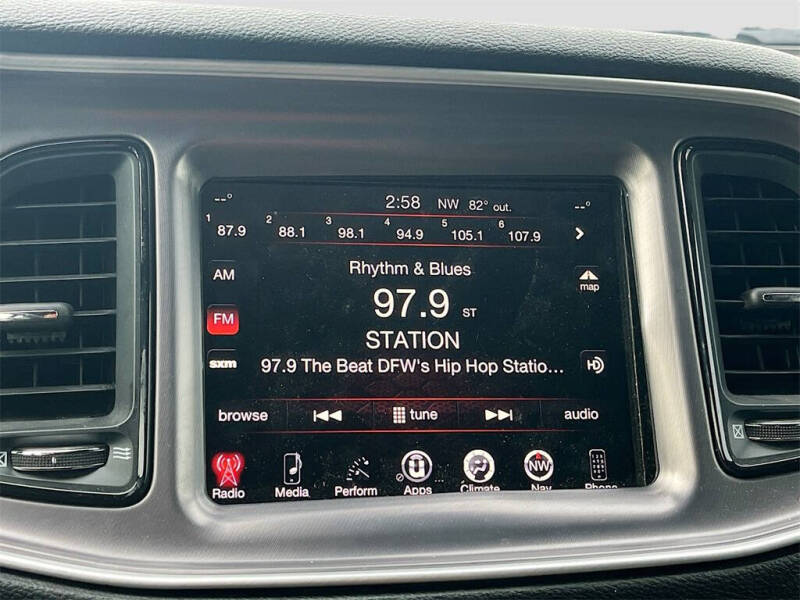 --° 2:58 NW 82° out. --°
1 87.9 2 88.1 3 98.1 4 94.9 5 105.1 6 107.9
AM
Rhythm & Blues
map
FM
97.9 ST
STATION
sxm
97.9 The Beat DFW's Hip Hop Statio...
HD
browse tune audio
NW
Radio Media Perform Apps Climate Nav Phone